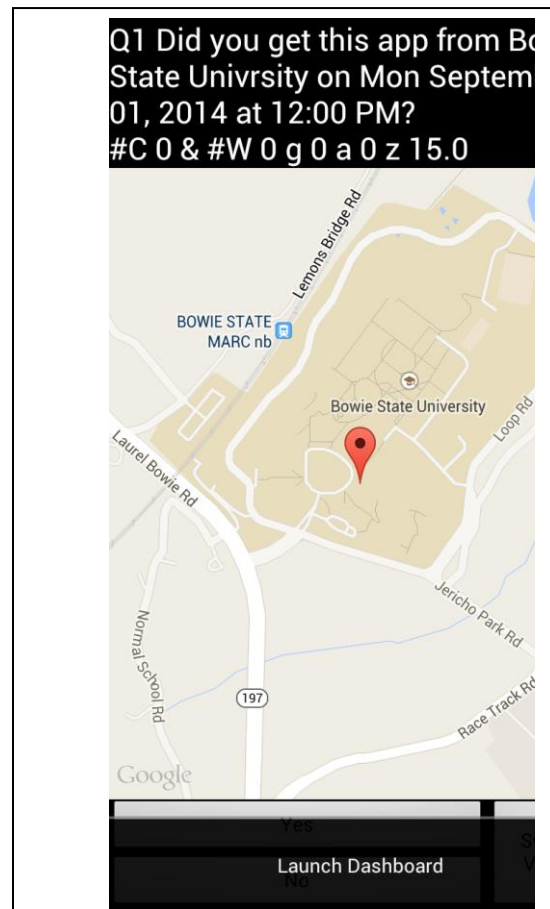 Q1 Did you get this app from Bo
State Univrsity on Mon Septem
01, 2014 at 12:00 PM?
#C 0 & #W 0 g 0 a 0 z 15.0
Lemons Bridge Rd
BOWIE STATE
MARC nb
Bowie State University
Loop Rd
Laurel Bowie Rd
Jericho Park Rd
Normal School Rd
197
Race Track Rd
Google
Yes
Launch Dashboard
No